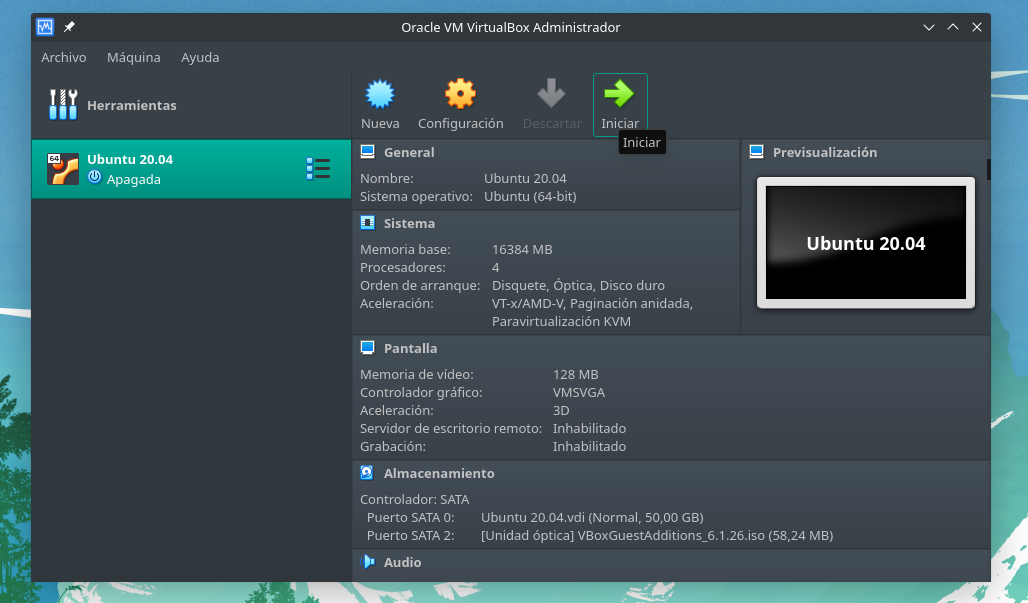 Oracle VM VirtualBox Administrador
Archivo Máquina Ayuda
Herramientas
Nueva Configuración Descartar Iniciar
Iniciar
64
Ubuntu 20.04
Apagada
General
Nombre: Ubuntu 20.04
Sistema operativo: Ubuntu (64-bit)
Previsualización
Ubuntu 20.04
Sistema
Memoria base: 16384 MB
Procesadores: 4
Orden de arranque: Disquete, Óptica, Disco duro
Aceleración: VT-x/AMD-V, Paginación anidada,
Paravirtualización KVM
Pantalla
Memoria de vídeo: 128 MB
Controlador gráfico: VMSVGA
Aceleración: 3D
Servidor de escritorio remoto: Inhabilitado
Grabación: Inhabilitado
Almacenamiento
Controlador: SATA
Puerto SATA 0: Ubuntu 20.04.vdi (Normal, 50,00 GB)
Puerto SATA 2: [Unidad óptica] VBoxGuestAdditions_6.1.26.iso (58,24 MB)
Audio